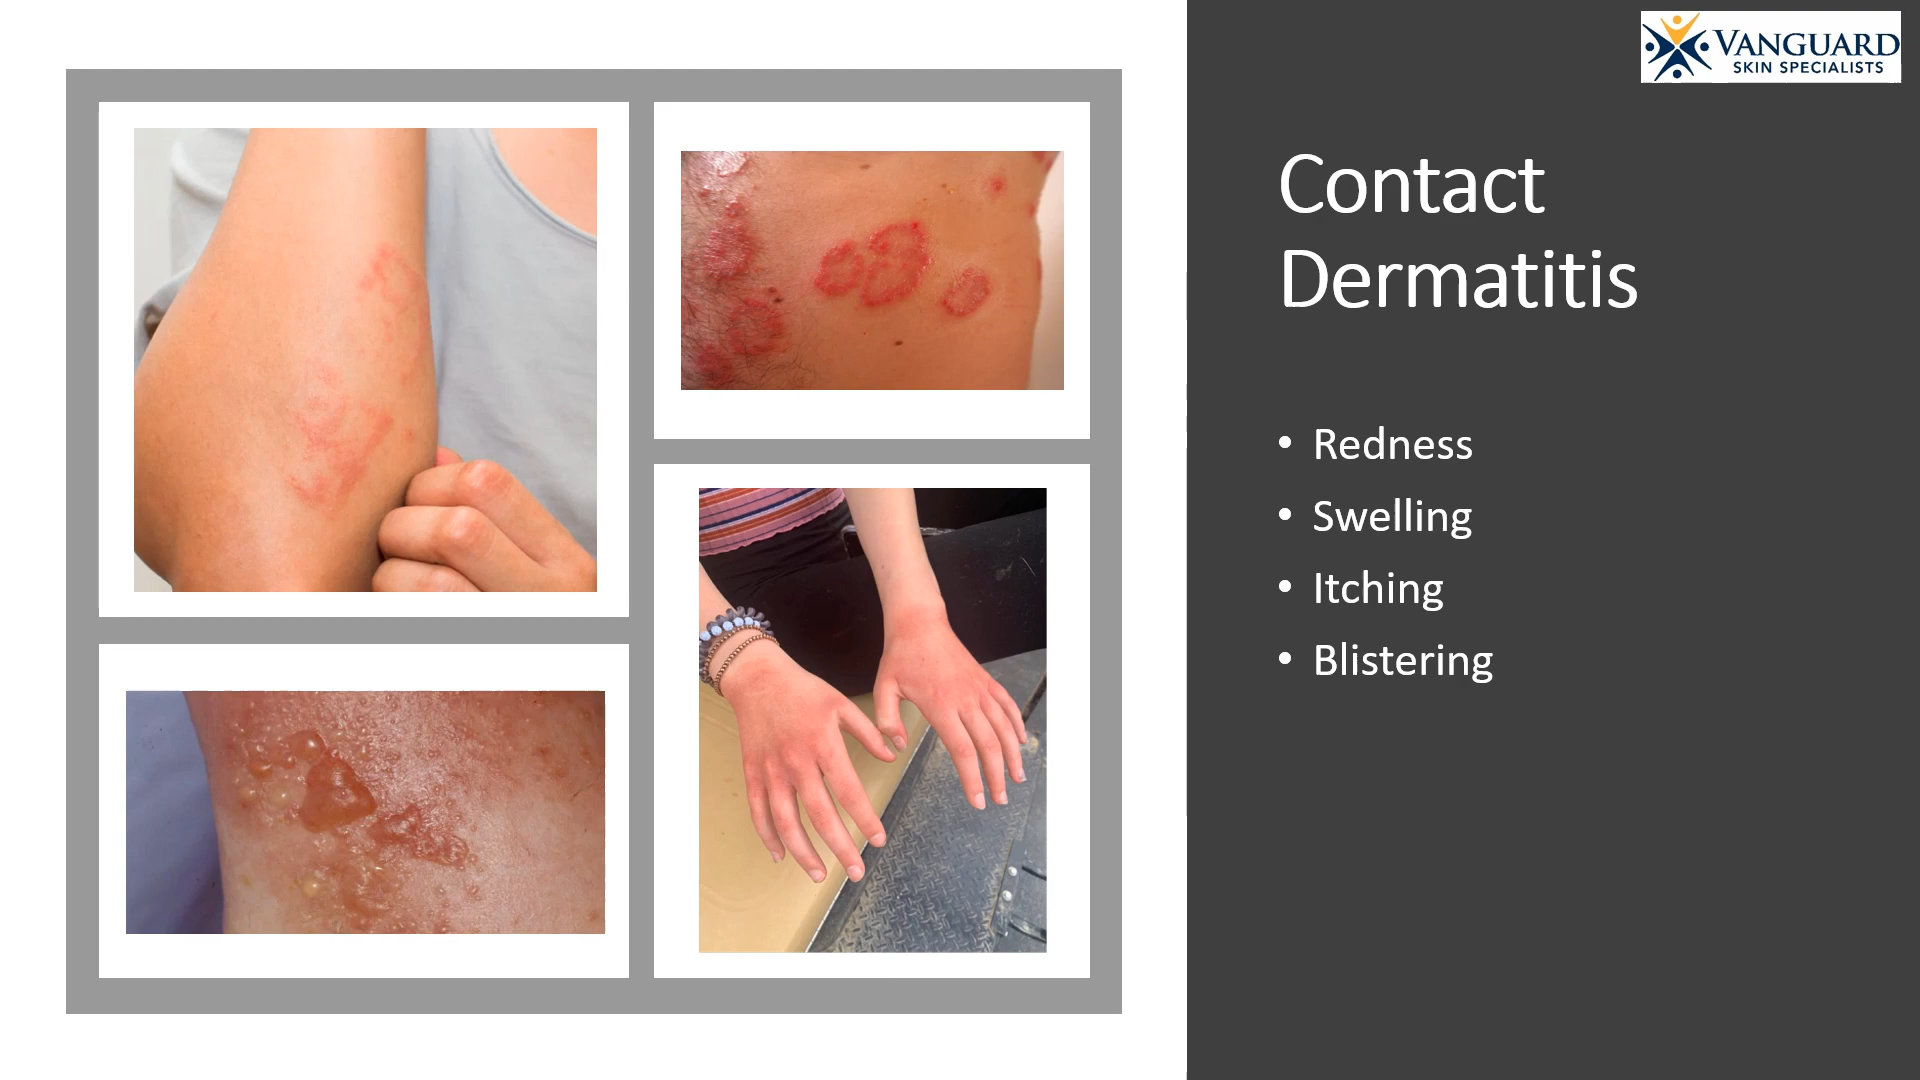 VANGUARD
SKIN SPECIALISTS
Contact
Dermatitis
• Redness
• Swelling
• Itching
• Blistering